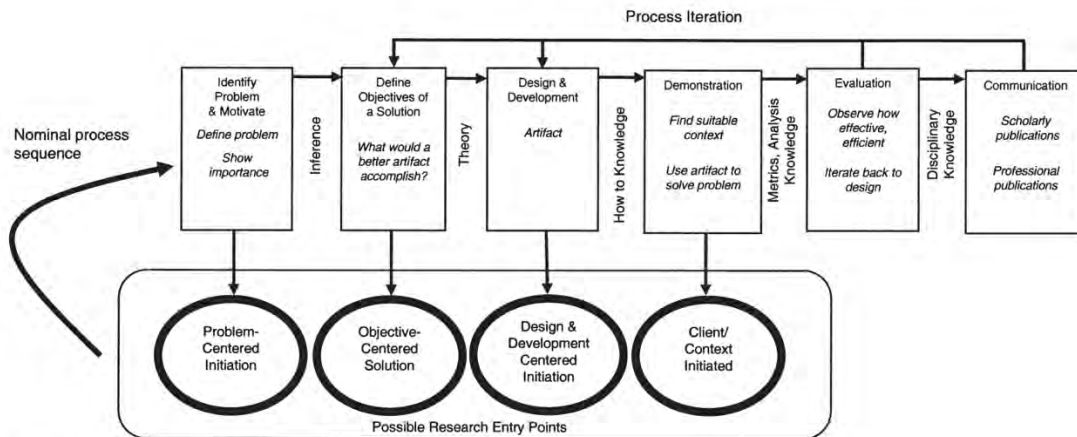 Process Iteration
Nominal process
sequence
Identify
Problem
& Motivate
Define problem
Show
importance
Inference
Define
Objectives of
a Solution
What would a
better artifact
accomplish?
Theory
Design &
Development
Artifact
How to Knowledge
Demonstration
Find suitable
context
Use artifact to
solve problem
Metrics, Analysis
Knowledge
Evaluation
Observe how
effective,
efficient
Iterate back to
design
Disciplinary
Knowledge
Communication
Scholarly
publications
Professional
publications
Problem-
Centered
Initiation
Objective-
Centered
Solution
Design &
Development
Centered
Initiation
Client/
Context
Initiated
Possible Research Entry Points